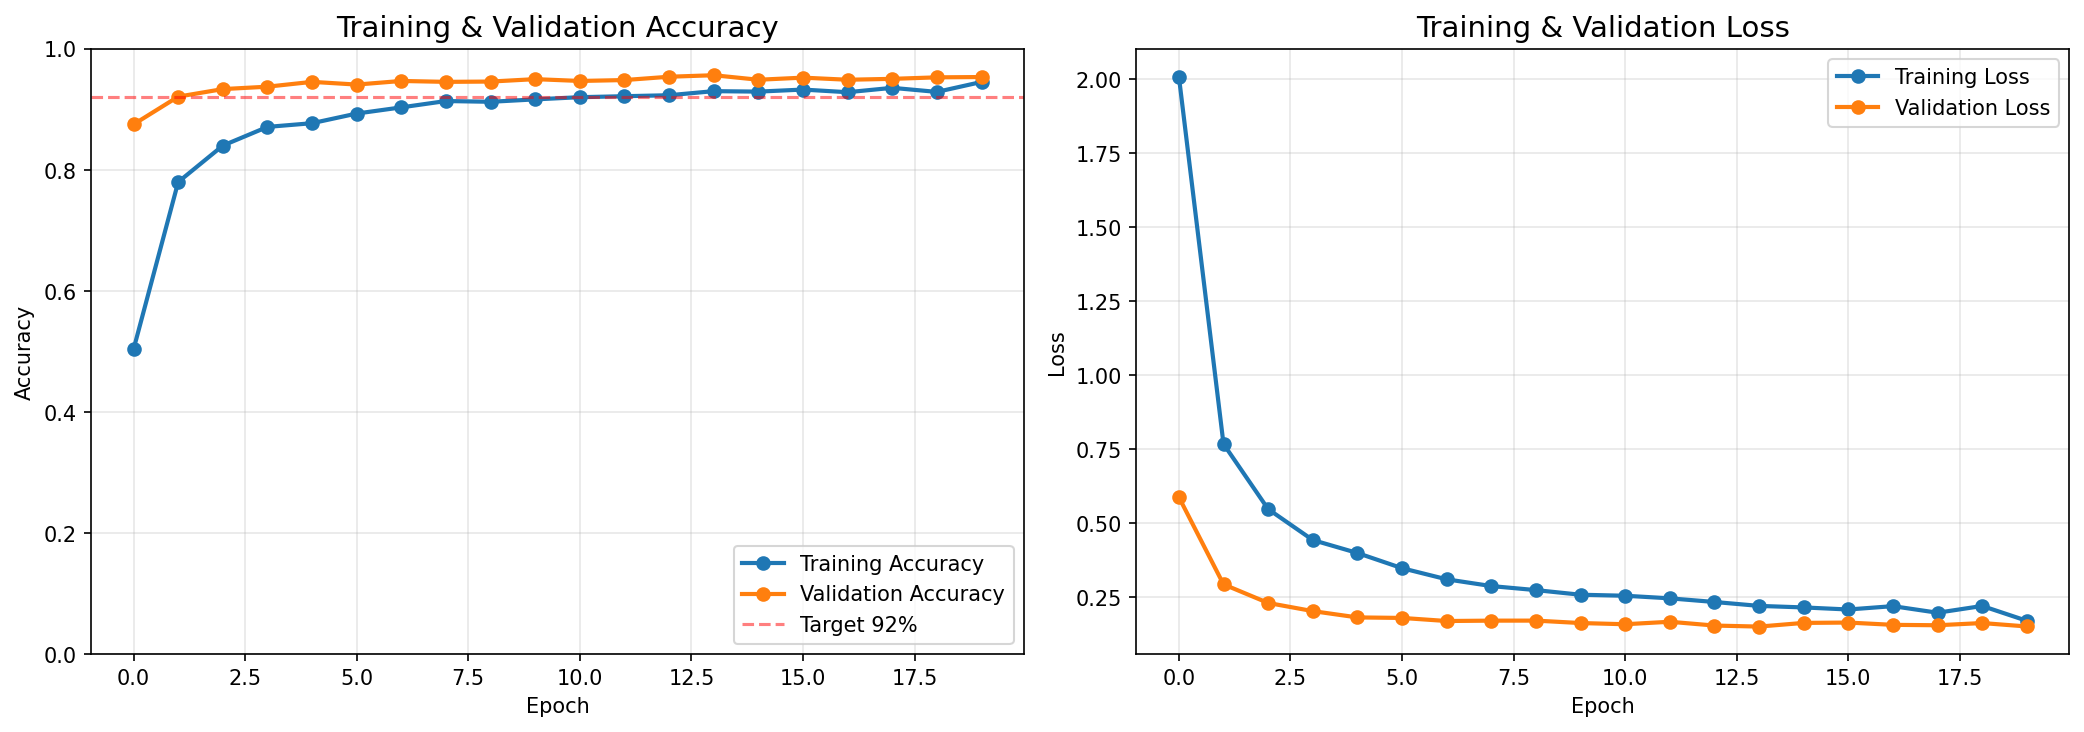 Training & Validation Accuracy
1.0
0.8
0.6
0.4
0.2
0.0
Accuracy
Training Accuracy
Validation Accuracy
Target 92%
0.0 2.5 5.0 7.5 10.0 12.5 15.0 17.5
Epoch
Training & Validation Loss
2.00
1.75
1.50
1.25
1.00
0.75
0.50
0.25
Loss
Training Loss
Validation Loss
0.0 2.5 5.0 7.5 10.0 12.5 15.0 17.5
Epoch